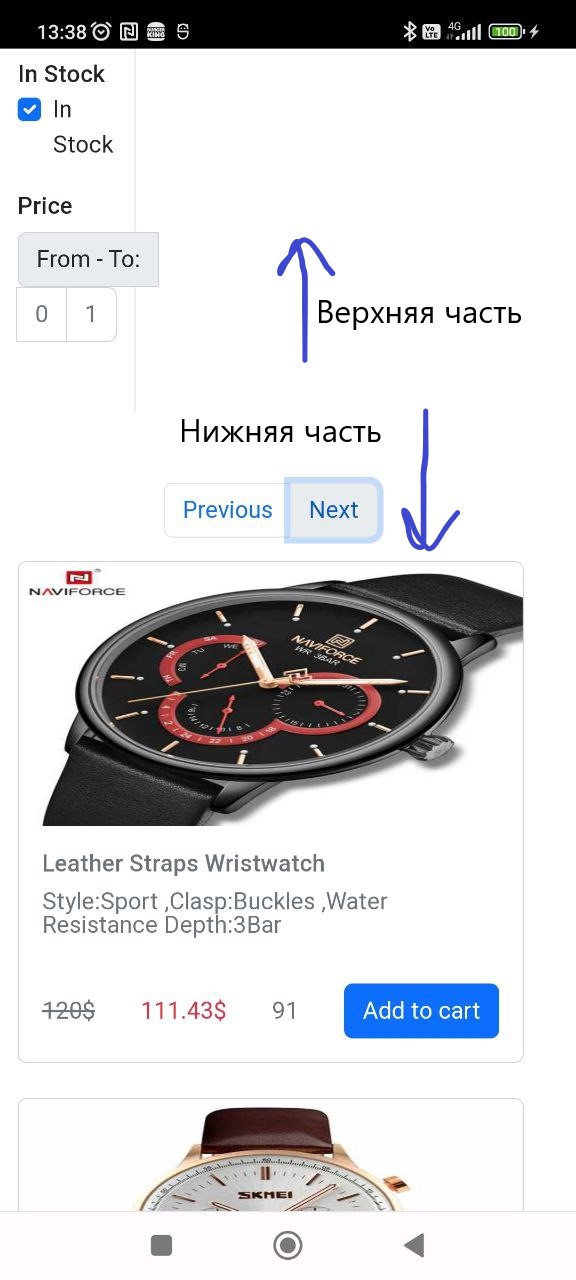 13:38 4G 100
In Stock
In
Stock
Price
From - To:
0 1
Верхняя часть
Нижняя часть
Previous Next
NAVIFORCE
NAVIFORCE
WR 3BAR
Leather Straps Wristwatch
Style:Sport ,Clasp:Buckles ,Water
Resistance Depth:3Bar
120$ 111.43$ 91 Add to cart
SKMEI